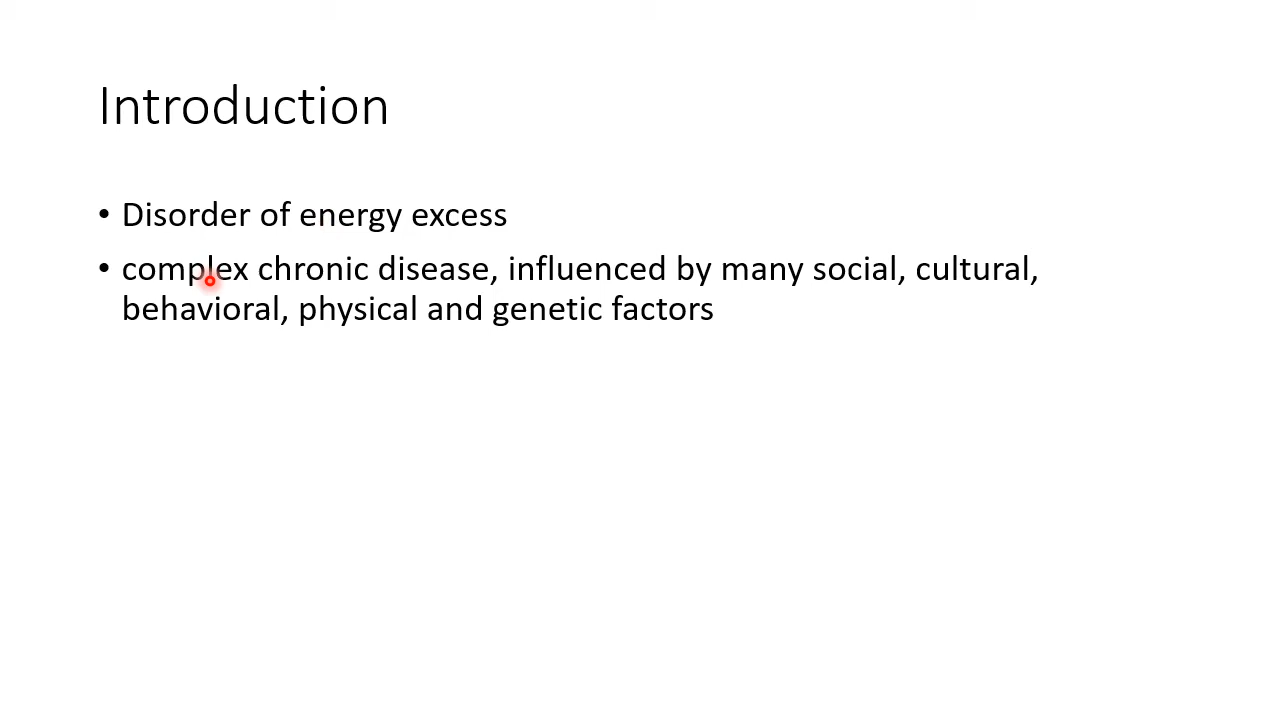 Introduction
• Disorder of energy excess
• complex chronic disease, influenced by many social, cultural,
behavioral, physical and genetic factors